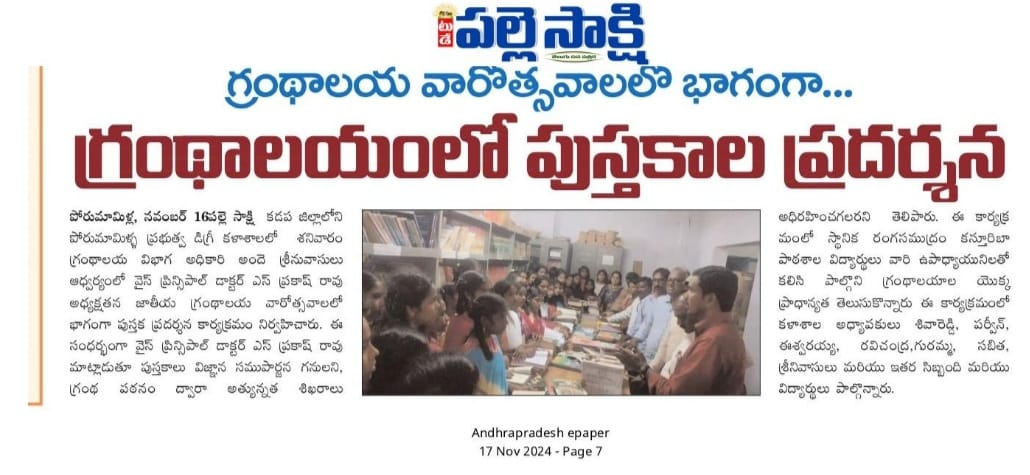 టుడే పల్లె సాక్షి
గ్రంథాలయ వారొత్సవాలలొ భాగంగా...
గ్రంథాలయంలో పుస్తకాల ప్రదర్శన
పోరుమామిళ్ల, నవంబర్ 16పల్లె సాక్షి కడప జిల్లాలోని
పోరుమామిళ్ళ ప్రభుత్వ డిగ్రీ కళాశాలలో శనివారం
గ్రంథాలయ విభాగ అధికారి అందె శ్రీనువాసులు
ఆధ్వర్యంలో వైస్ ప్రిన్సిపాల్ డాక్టర్ ఎస్ ప్రకాష్ రావు
అధ్యక్షతన జాతీయ గ్రంథాలయ వారోత్సవాలలో
భాగంగా పుస్తక ప్రదర్శన కార్యక్రమం నిర్వహిచారు. ఈ
సంధర్భంగా వైస్ ప్రిన్సిపాల్ డాక్టర్ ఎస్ ప్రకాష్ రావు
మాట్లాడుతూ పుస్తకాలు విజ్ఞాన సముపార్జన గనులని,
గ్రంథ పఠనం ద్వారా అత్యున్నత శిఖరాలు
అధిరహించగలరని తెలిపారు. ఈ కార్యక్ర
మంలో స్థానిక రంగసముద్రం కస్తూరిబా
పాఠశాల విద్యార్థులు వారి ఉపాధ్యాయునిలతో
కలిసి పాల్గొని గ్రంథాలయాల యొక్క
ప్రాధాన్యత తెలుసుకొన్నారు ఈ కార్యక్రమంలో
కళాశాల అధ్యాపకులు శివారెడ్డి, పర్వీన్,
ఈశ్వరయ్య, రవిచంద్ర,గురమ్మ, సబిత,
శ్రీనివాసులు మరియు ఇతర సిబ్బంది మరియు
విద్యార్థులు పాల్గొన్నారు.
Andhrapradesh epaper
17 Nov 2024 - Page 7